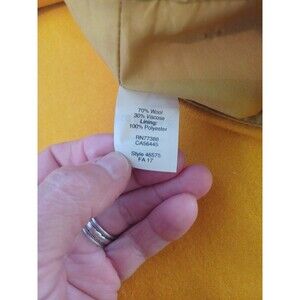 70% Wool
30% Viscose
Lining:
100% Polyester
RN77388
CA56445
Style 46575
FA 17